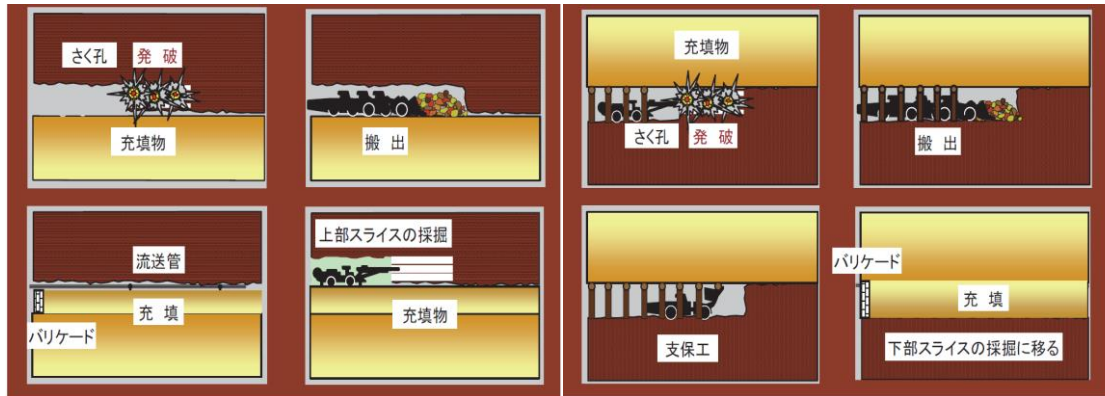 さく孔 発破
充填物
搬出
流送管
充填
バリケード
上部スライスの採掘
充填物
充填物
さく孔 発破
搬出
支保工
バリケード
充填
下部スライスの採掘に移る